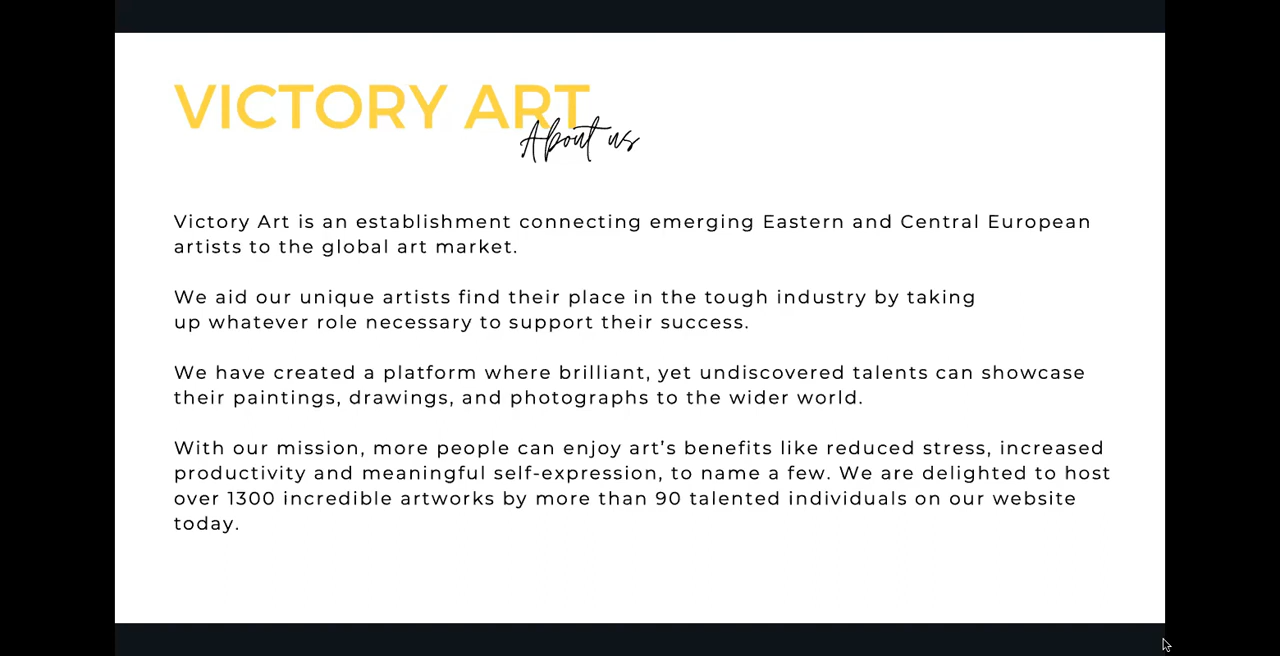 VICTORY ART
About us
Victory Art is an establishment connecting emerging Eastern and Central European
artists to the global art market.
We aid our unique artists find their place in the tough industry by taking
up whatever role necessary to support their success.
We have created a platform where brilliant, yet undiscovered talents can showcase
their paintings, drawings, and photographs to the wider world.
With our mission, more people can enjoy art’s benefits like reduced stress, increased
productivity and meaningful self-expression, to name a few. We are delighted to host
over 1300 incredible artworks by more than 90 talented individuals on our website
today.